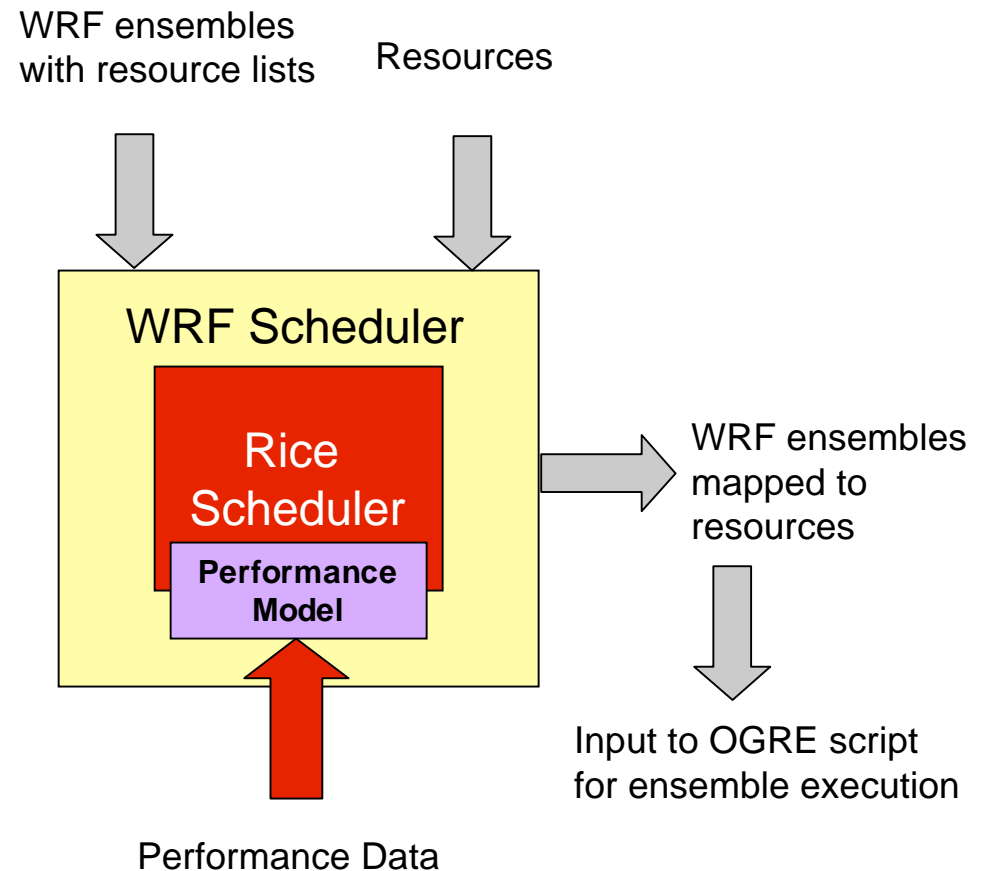 WRF ensembles
with resource lists
Resources
WRF Scheduler
Rice
Scheduler
Performance
Model
WRF ensembles
mapped to
resources
Input to OGRE script
for ensemble execution
Performance Data